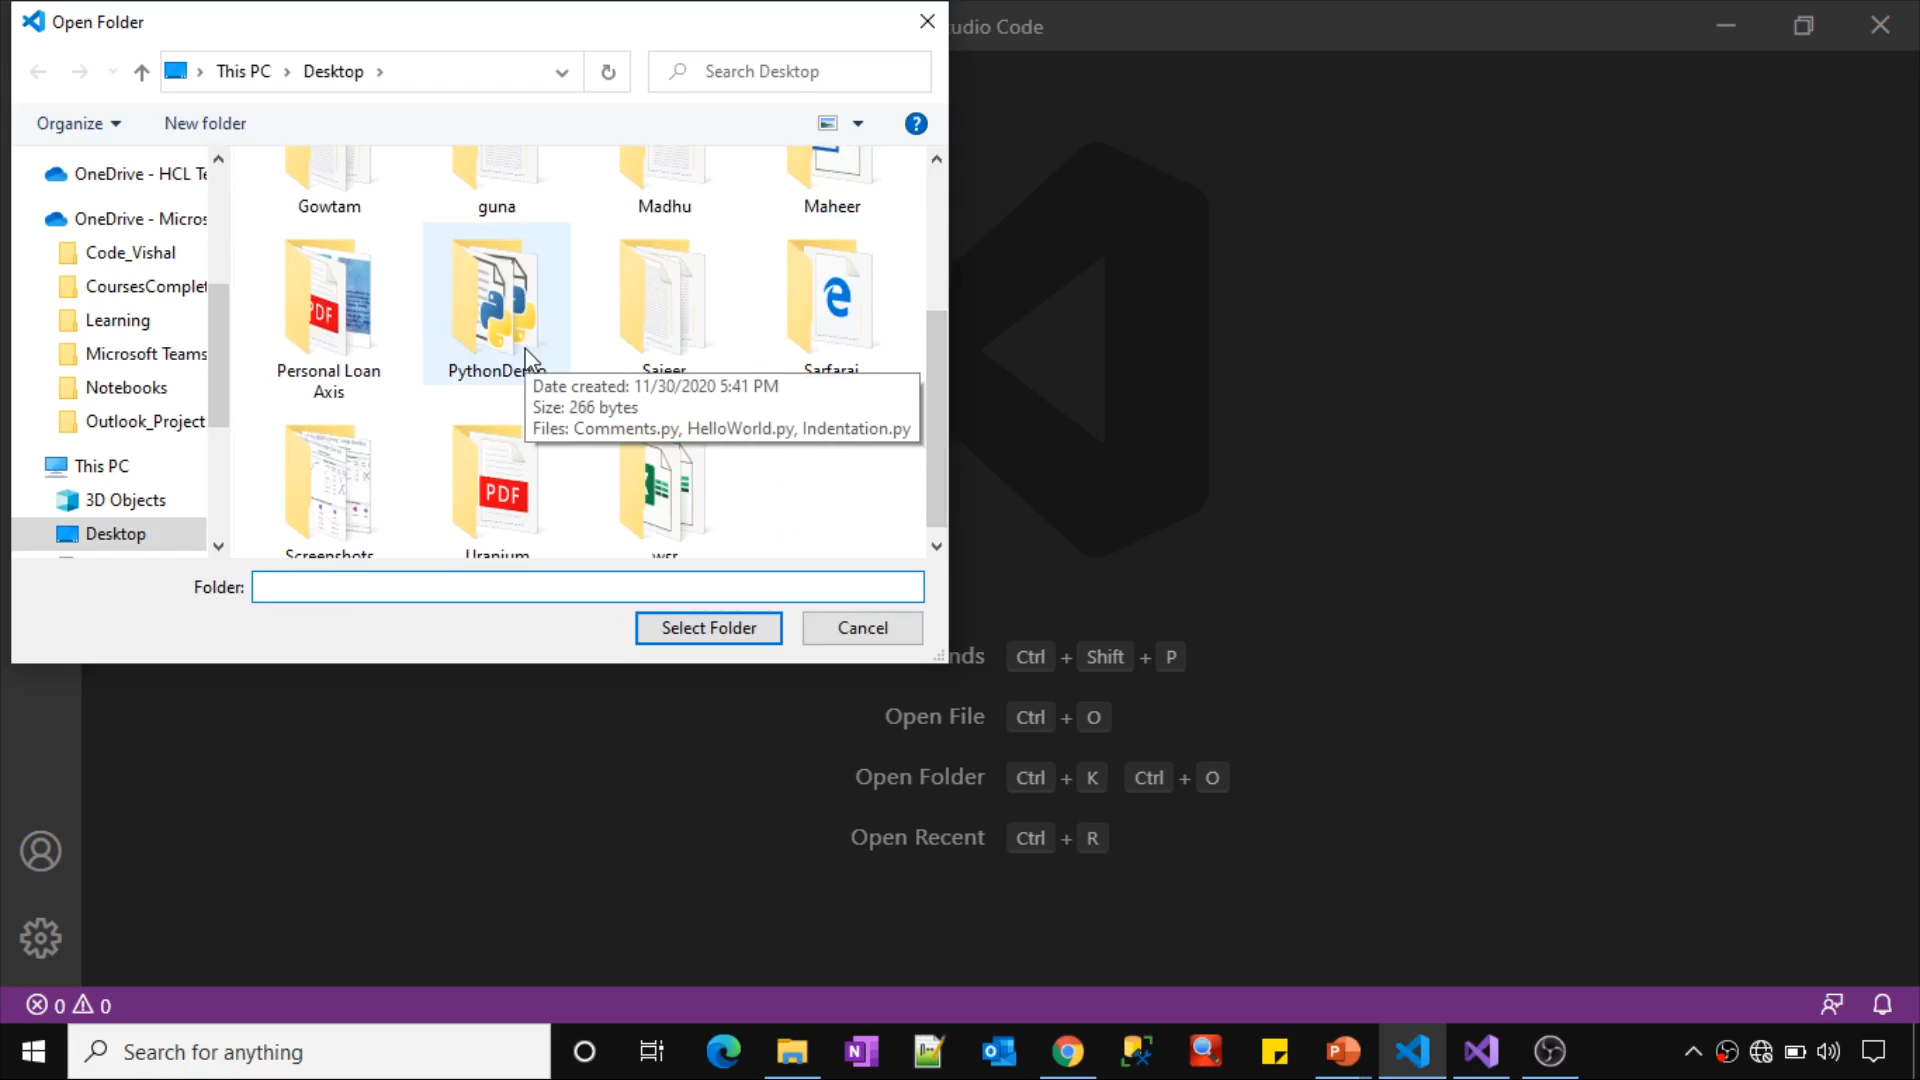 Open Folder
udio Code
This PC
Desktop
Search Desktop
Organize
New folder
?
OneDrive - HCL Te
OneDrive - Micros
Code_Vishal
CoursesComplet
Learning
Microsoft Teams
Notebooks
Outlook_Project
This PC
3D Objects
Desktop
Gowtam
guna
Madhu
Maheer
PDF
Personal Loan
Axis
PythonDemo
Sajeer
Sarfaraj
Date created: 11/30/2020 5:41 PM
Size: 266 bytes
Files: Comments.py, HelloWorld.py, Indentation.py
PDF
Screenshots
Uranium
wsr
Folder:
Select Folder
Cancel
nds Ctrl + Shift + P
Open File Ctrl + O
Open Folder Ctrl + K Ctrl + O
Open Recent Ctrl + R
0 0
Search for anything